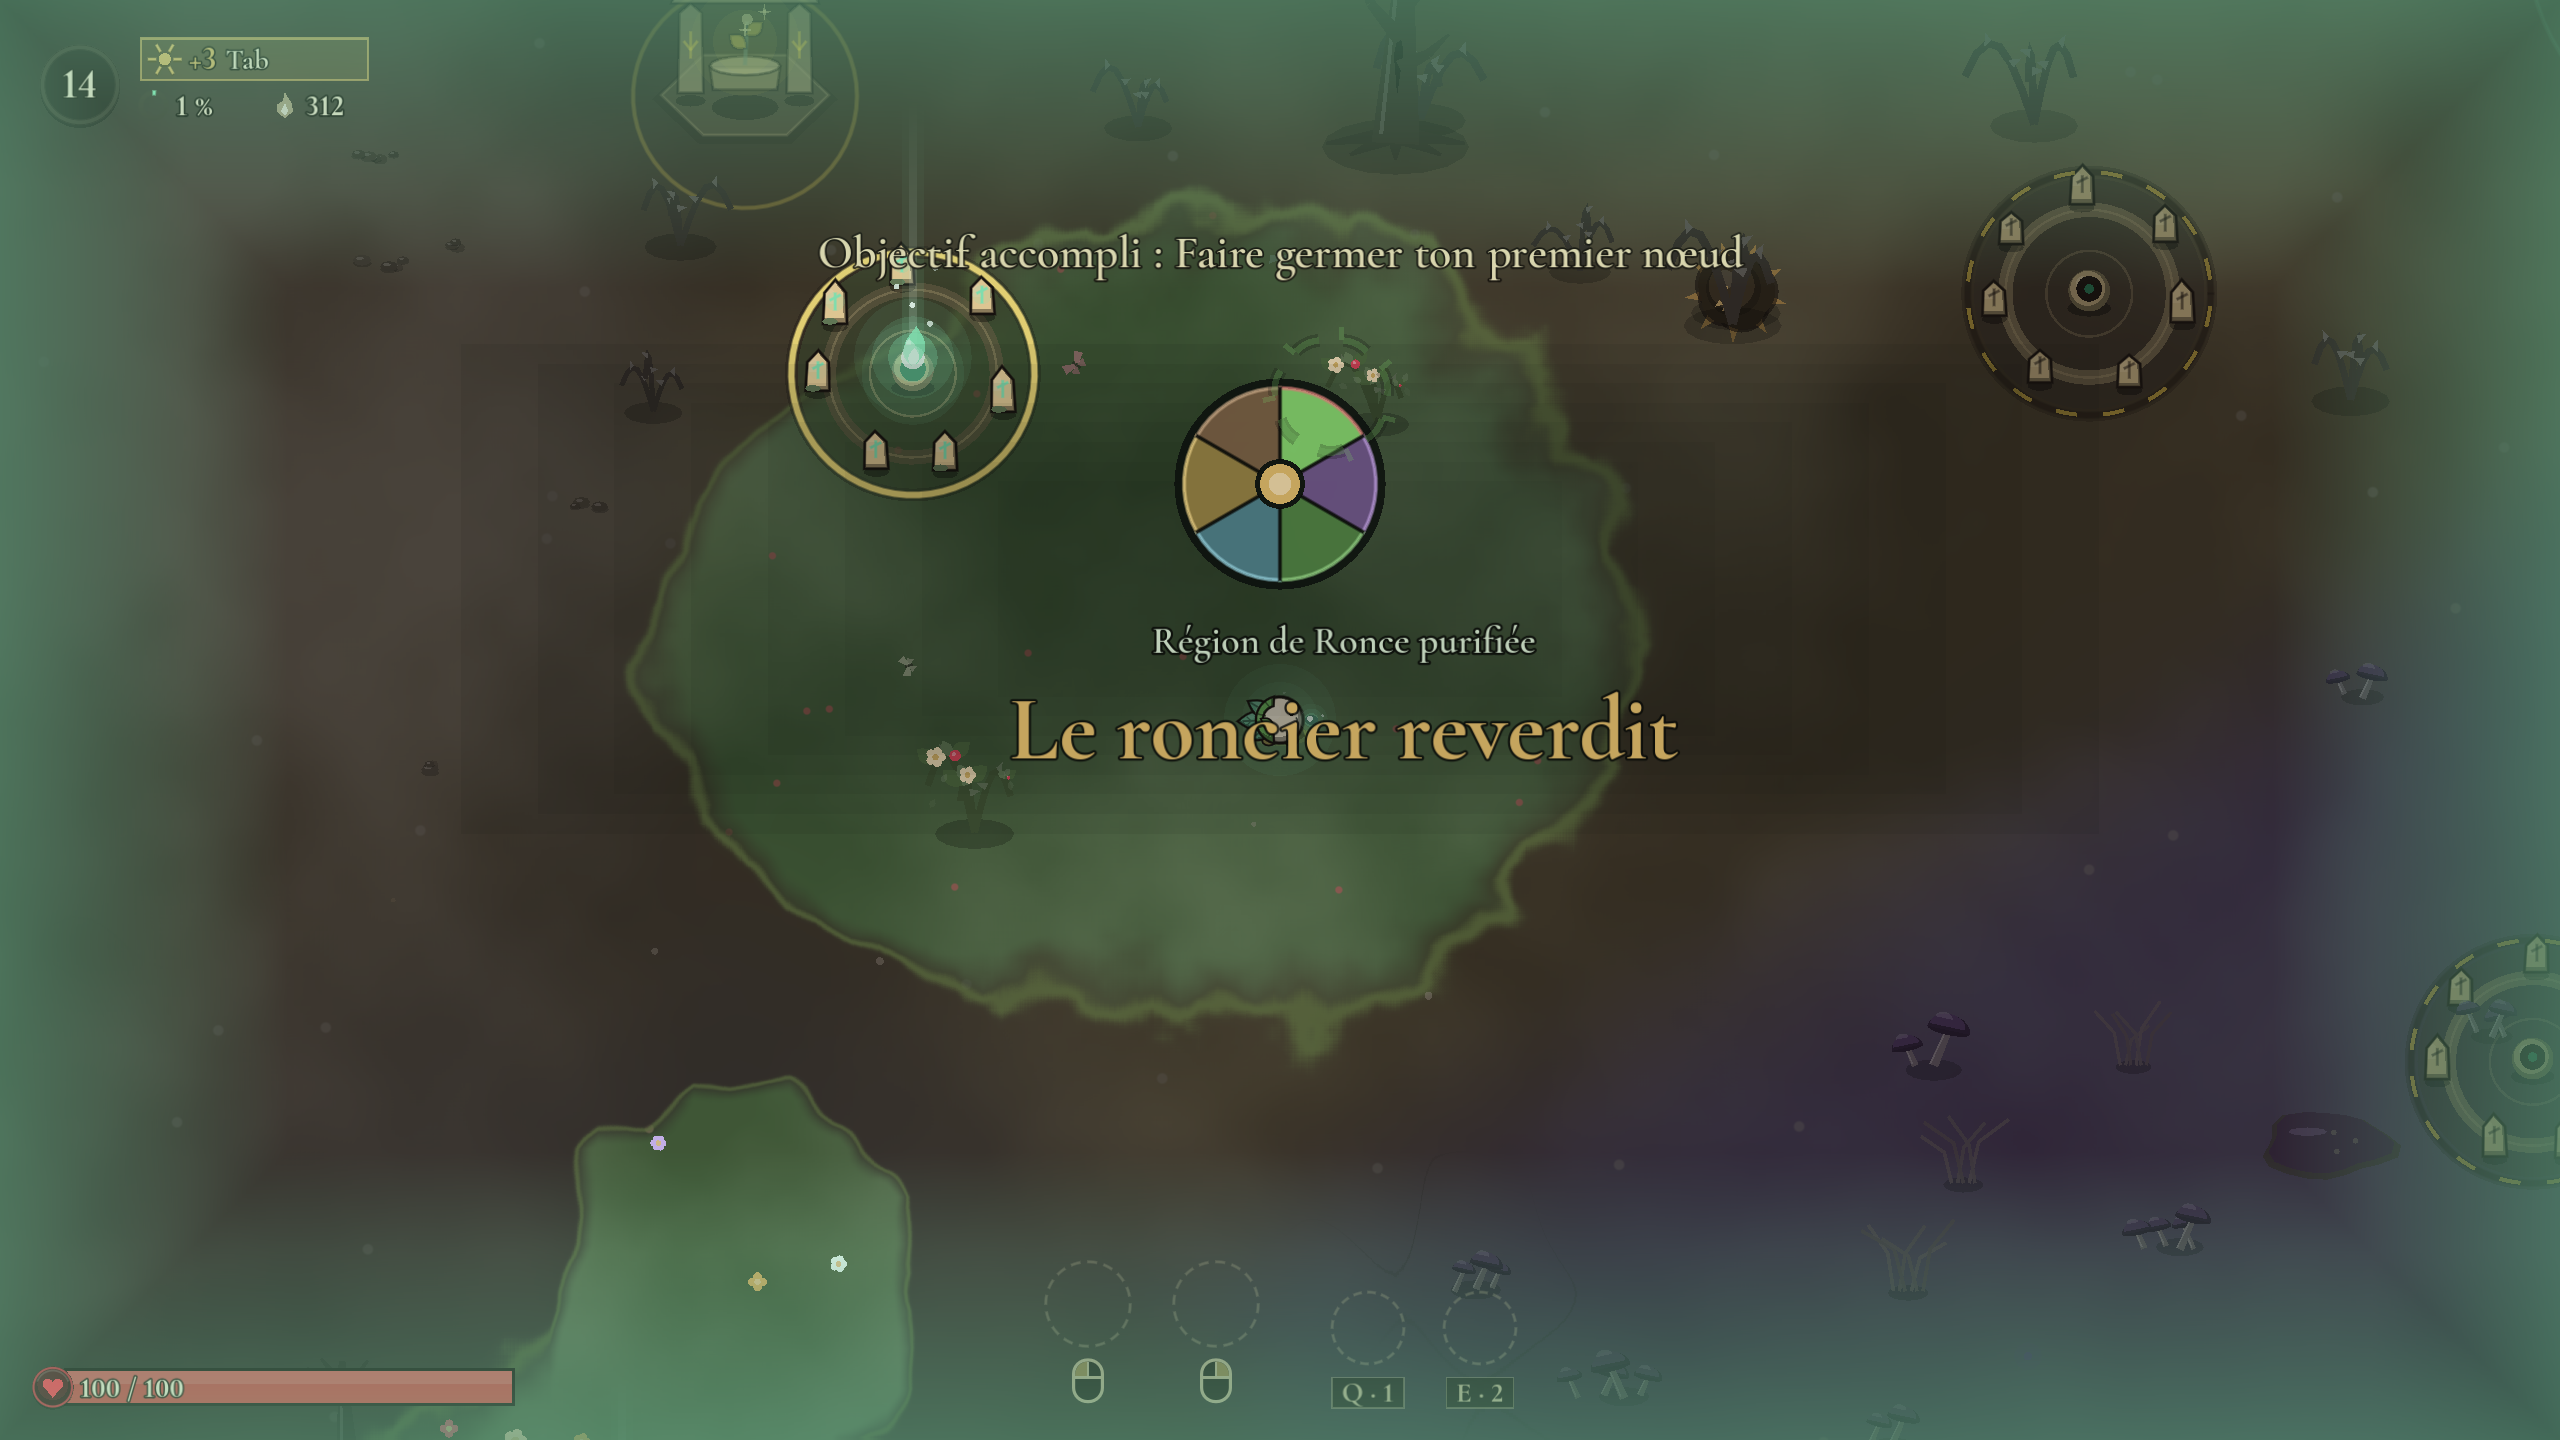 14
+3 Tab
1 %
312
Objectif accompli : Faire germer ton premier nœud
Région de Ronce purifiée
Le roncier reverdit
100 / 100
Q · 1
E · 2